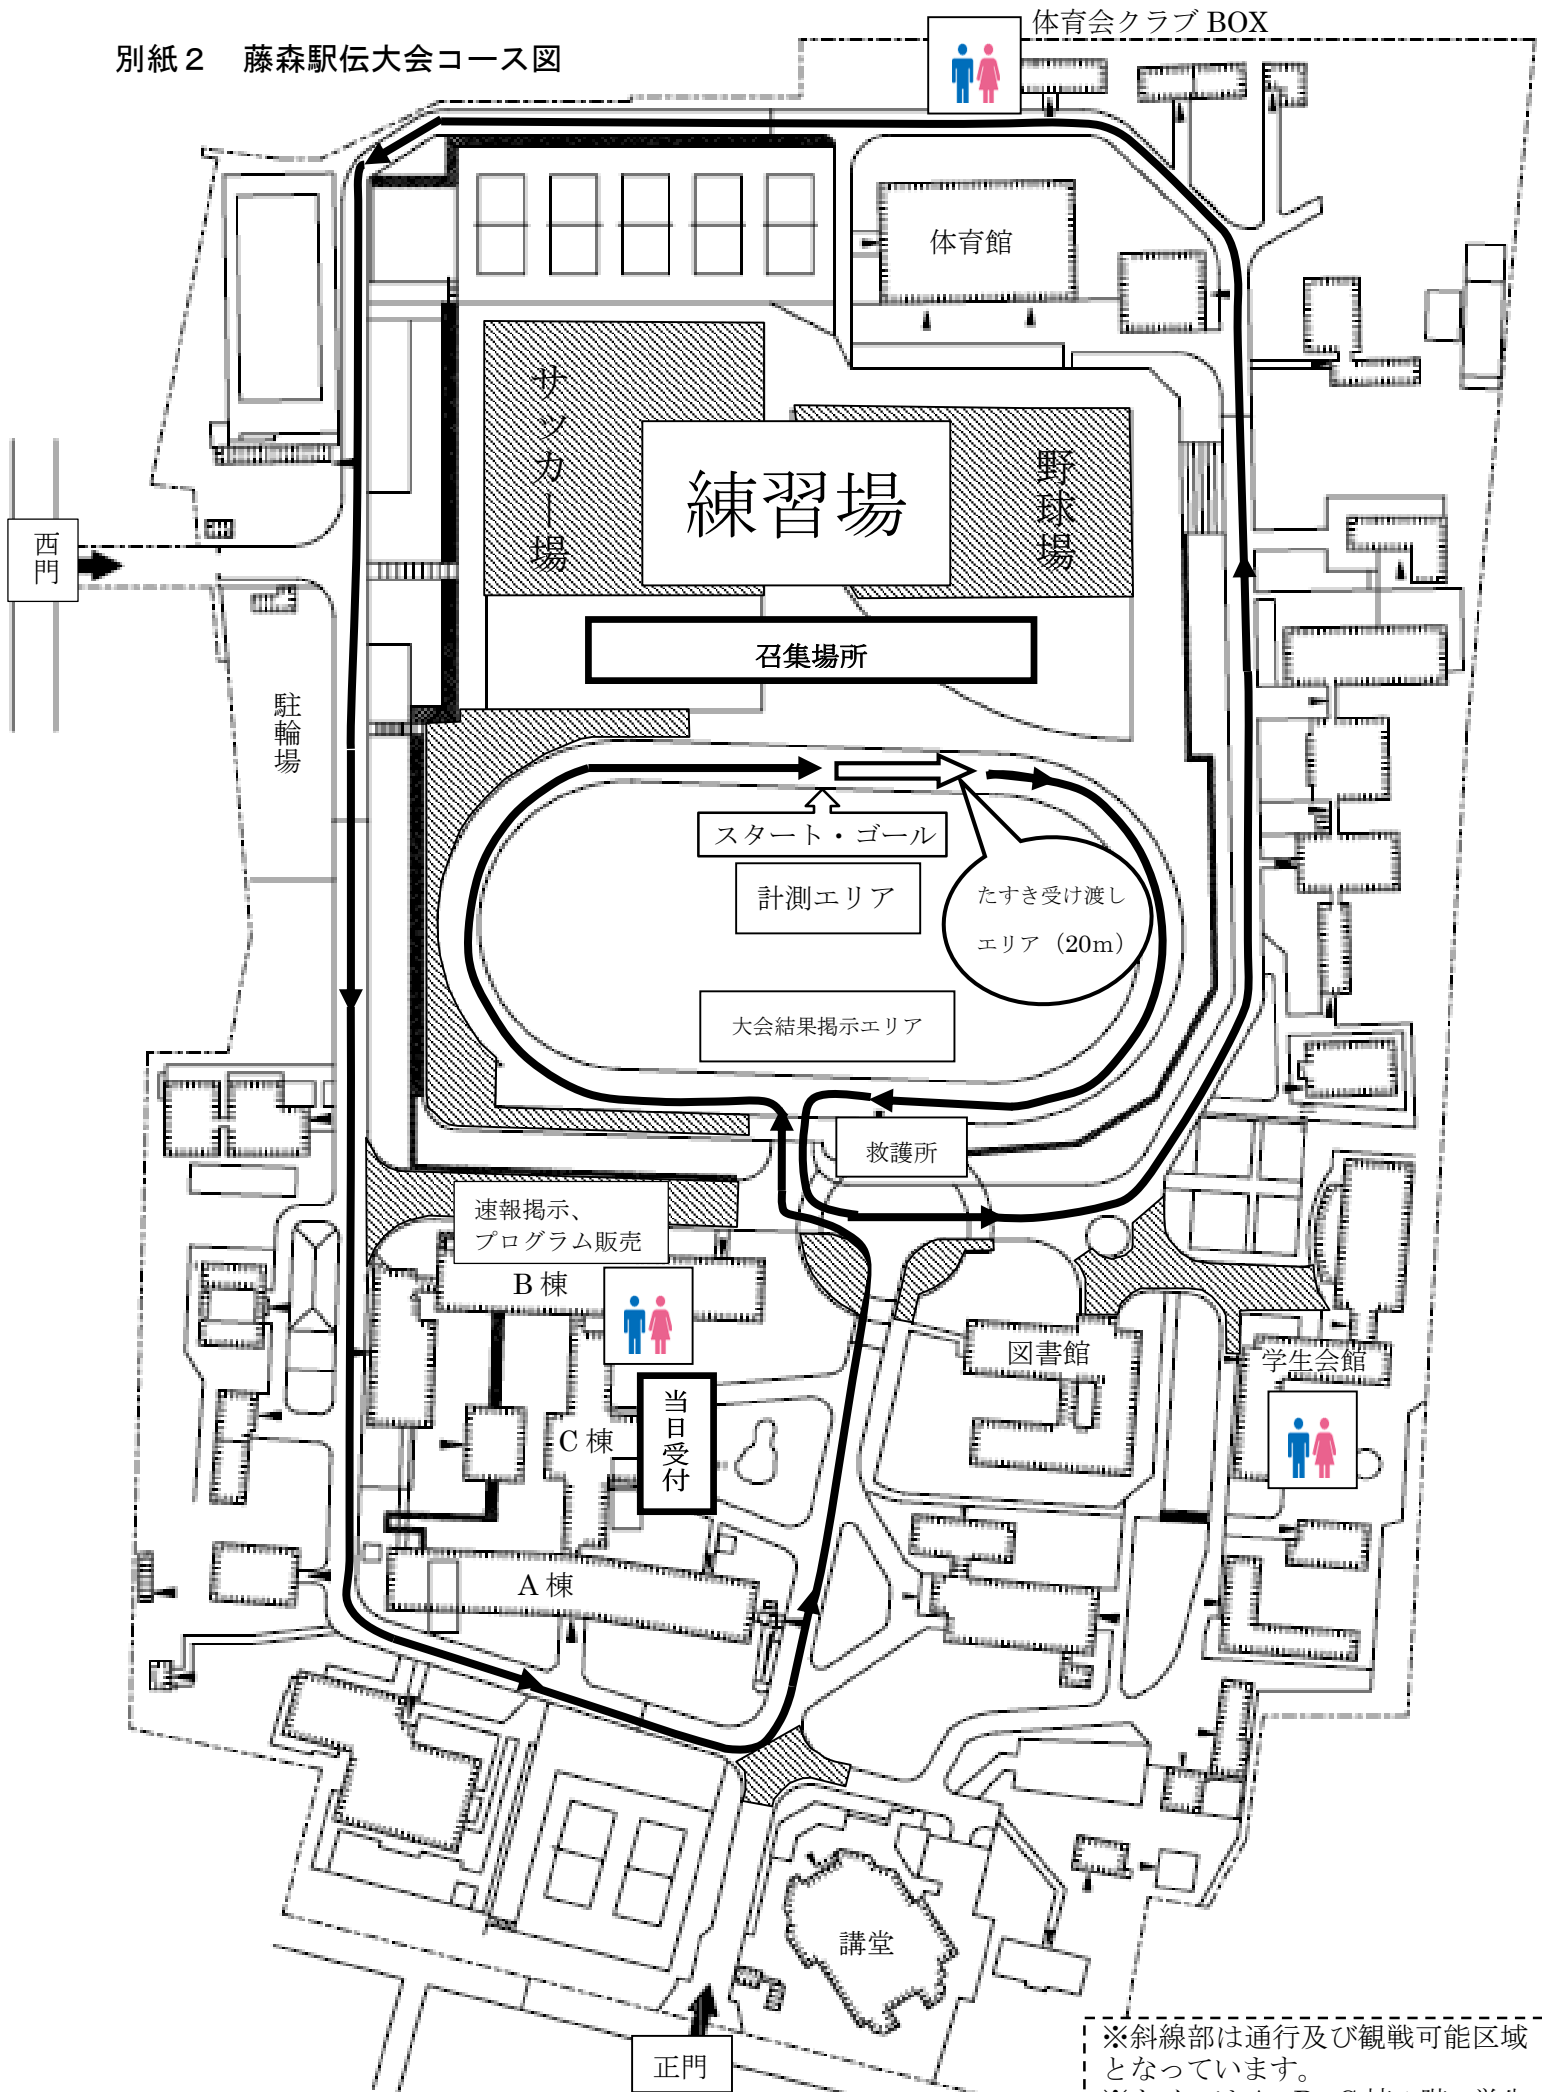 体育会クラブ BOX
別紙２　藤森駅伝大会コース図
体育館
サッカー場
野球場
練習場
西門
召集場所
駐輪場
スタート・ゴール
計測エリア
たすき受け渡し
エリア（20m）
大会結果掲示エリア
救護所
速報掲示、
プログラム販売
B 棟
図書館
学生会館
当日受付
C 棟
A 棟
講堂
正門
※斜線部は通行及び観戦可能区域
となっています。